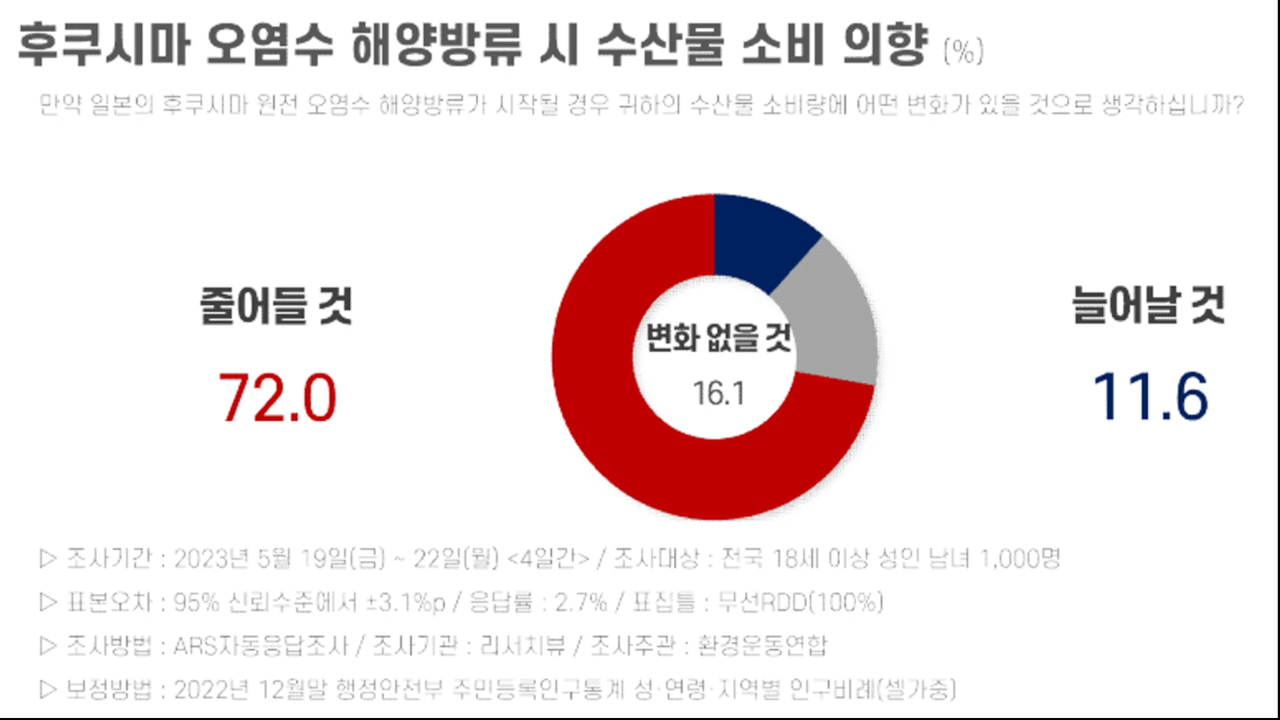 후쿠시마 오염수 해양방류 시 수산물 소비 의향 (%)
만약 일본의 후쿠시마 원전 오염수 해양방류가 시작될 경우 귀하의 수산물 소비량에 어떤 변화가 있을 것으로 생각하십니까?
줄어들 것
72.0
변화 없을 것
16.1
늘어날 것
11.6
▷ 조사기간 : 2023년 5월 19일(금) ~ 22일(월) <4일간> / 조사대상 : 전국 18세 이상 성인 남녀 1,000명
▷ 표본오차 : 95% 신뢰수준에서 ±3.1%p / 응답률 : 2.7% / 표집틀 : 무선RDD(100%)
▷ 조사방법 : ARS자동응답조사 / 조사기관 : 리서치뷰 / 조사주관 : 환경운동연합
▷ 보정방법 : 2022년 12월말 행정안전부 주민등록인구통계 성·연령·지역별 인구비례(셀가중)